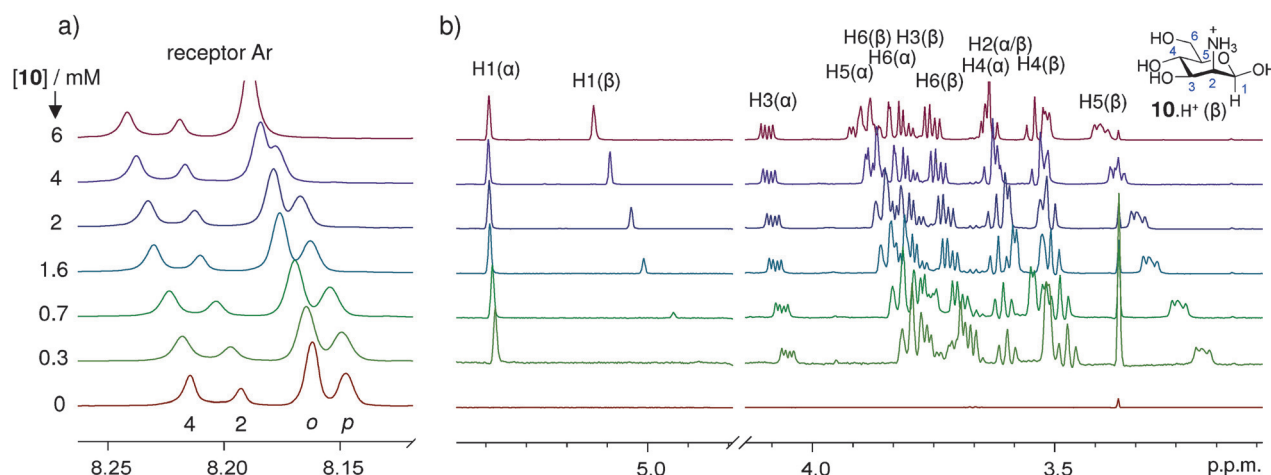 a)
receptor Ar
[10] / mM
6
4
2
1.6
0.7
0.3
0
4 2 o p
8.25 8.20 8.15
b)
H1(α)
H1(β)
H3(α)
H5(α)
H6(β) H3(β)
H6(α)
H6(β)
H2(α/β)
H4(α)
H4(β)
H5(β)
HO
6
+
NH3
4
5
O
HO
HO
3
2
1
OH
H
10.H+ (β)
5.0 4.0 3.5 p.p.m.